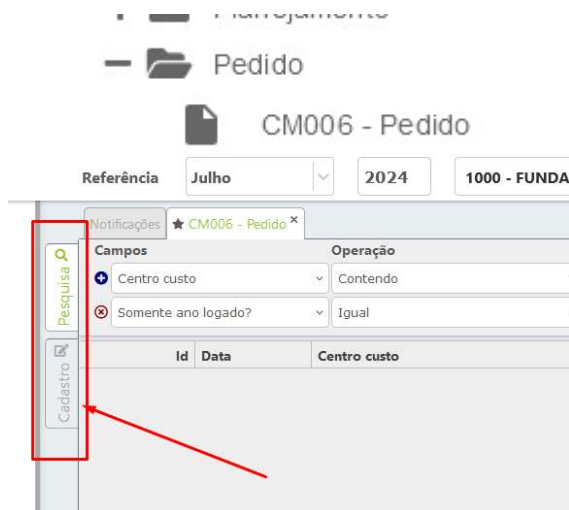 Planejamento
Pedido
CM006 - Pedido
Referência Julho 2024 1000 - FUNDA
Notificações CM006 - Pedido ×
Campos Operação
Centro custo Contendo
Somente ano logado? Igual
Pesquisa
Id Data Centro custo
Cadastro